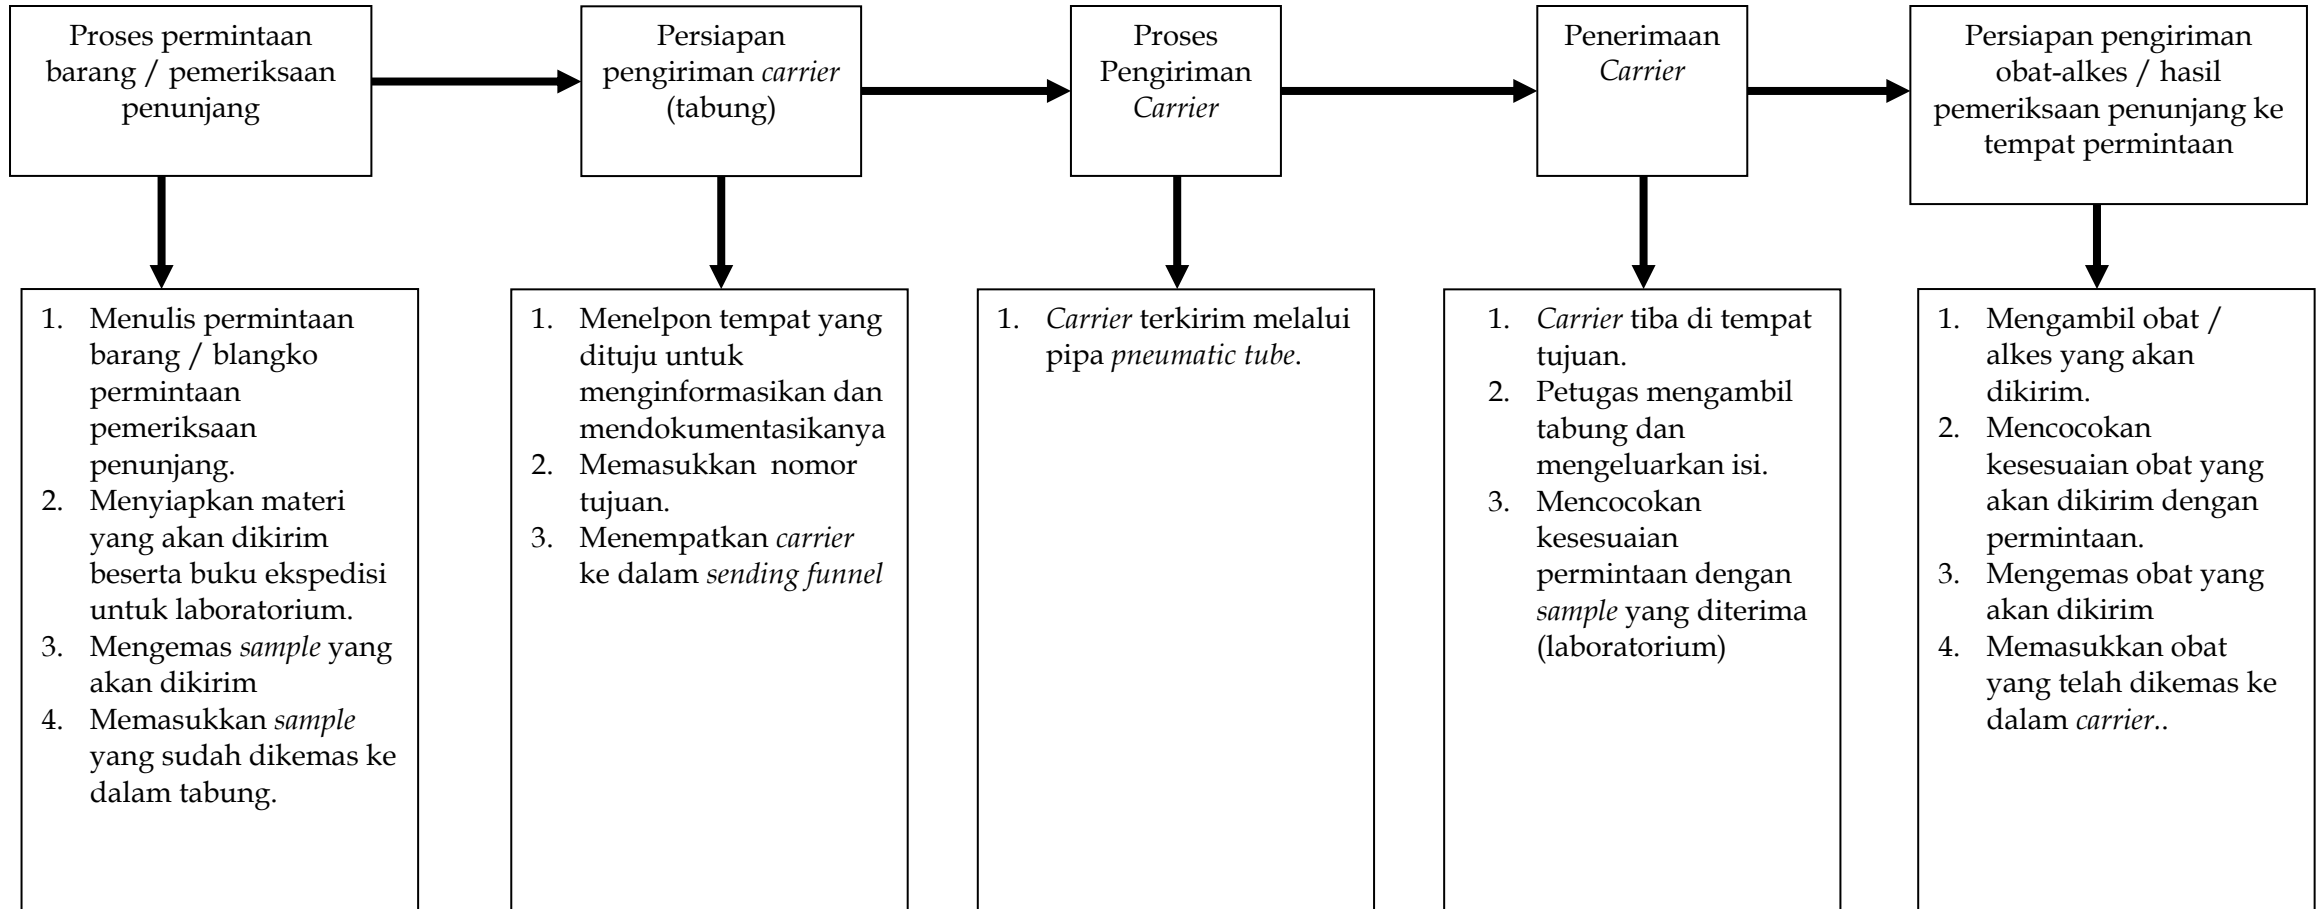 Proses permintaan
barang / pemeriksaan
penunjang
Persiapan
pengiriman carrier
(tabung)
Proses
Pengiriman
Carrier
Penerimaan
Carrier
Persiapan pengiriman
obat-alkes / hasil
pemeriksaan penunjang ke
tempat permintaan
1. Menulis permintaan
barang / blangko
permintaan
pemeriksaan
penunjang.
2. Menyiapkan materi
yang akan dikirim
beserta buku ekspedisi
untuk laboratorium.
3. Mengemas sample yang
akan dikirim
4. Memasukkan sample
yang sudah dikemas ke
dalam tabung.
1. Menelpon tempat yang
dituju untuk
menginformasikan dan
mendokumentasikanya
2. Memasukkan  nomor
tujuan.
3. Menempatkan carrier
ke dalam sending funnel
1. Carrier terkirim melalui
pipa pneumatic tube.
1. Carrier tiba di tempat
tujuan.
2. Petugas mengambil
tabung dan
mengeluarkan isi.
3. Mencocokan
kesesuaian
permintaan dengan
sample yang diterima
(laboratorium)
1. Mengambil obat /
alkes yang akan
dikirim.
2. Mencocokan
kesesuaian obat yang
akan dikirim dengan
permintaan.
3. Mengemas obat yang
akan dikirim
4. Memasukkan obat
yang telah dikemas ke
dalam carrier..